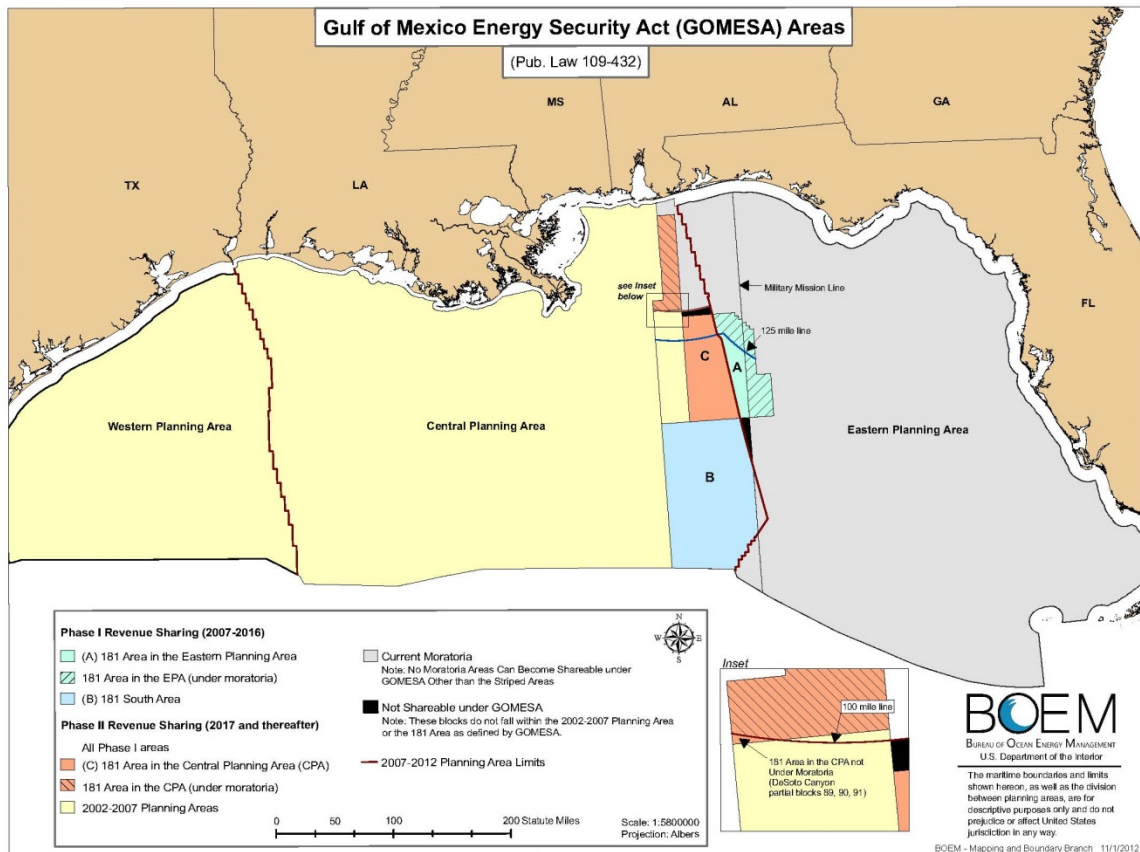 Gulf of Mexico Energy Security Act (GOMESA) Areas
(Pub. Law 109-432)
MS
AL
GA
TX
LA
FL
see Inset
below
Military Mission Line
125 mile line
C
A
Western Planning Area
Central Planning Area
Eastern Planning Area
B
Phase I Revenue Sharing (2007-2016)
(A) 181 Area in the Eastern Planning Area
181 Area in the EPA (under moratoria)
(B) 181 South Area
Phase II Revenue Sharing (2017 and thereafter)
All Phase I areas
(C) 181 Area in the Central Planning Area (CPA)
181 Area in the CPA (under moratoria)
2002-2007 Planning Areas
N
W E
S
Current Moratoria
Note: No Moratoria Areas Can Become Shareable under
GOMESA Other than the Striped Areas
Not Shareable under GOMESA
Note: These blocks do not fall within the 2002-2007 Planning Area
or the 181 Area as defined by GOMESA.
2007-2012 Planning Area Limits
0 50 100 200 Statute Miles
Scale: 1:5800000
Projection: Albers
Inset
100 mile line
181 Area in the CPA not
Under Moratoria
(DeSoto Canyon
partial blocks 89, 90, 91)
BOEM
BUREAU OF OCEAN ENERGY MANAGEMENT
U.S. Department of the Interior
The maritime boundaries and limits
shown hereon, as well as the division
between planning areas, are for
descriptive purposes only and do not
prejudice or affect United States
jurisdiction in any way.
BOEM - Mapping and Boundary Branch 11/1/2012